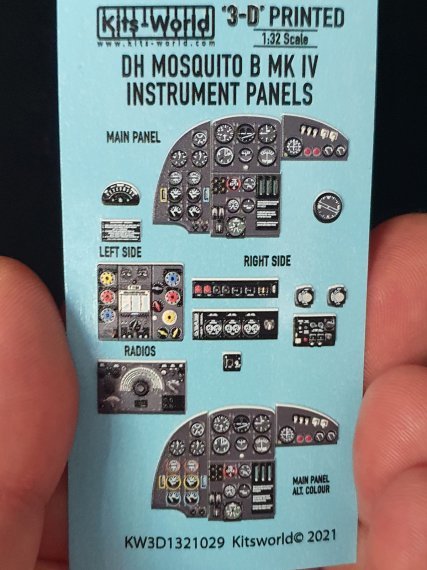 Kits-World
www.kits-world.com
"3-D" PRINTED
1:32 Scale
DH MOSQUITO B MK IV
INSTRUMENT PANELS
MAIN PANEL
LEFT SIDE
RIGHT SIDE
RADIOS
MAIN PANEL
ALT. COLOUR
KW3D1321029 Kitsworld© 2021